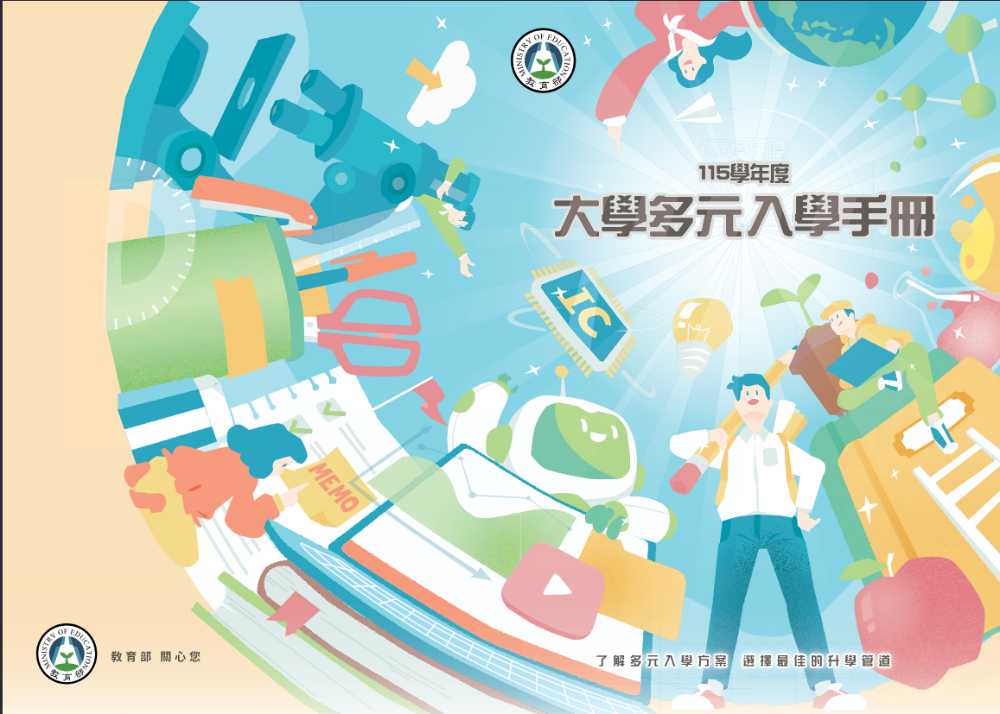 MINISTRY OF EDUCATION
教育部
115學年度
大學多元入學手冊
IC
MEMO
了解多元入學方案 選擇最佳的升學管道
MINISTRY OF EDUCATION
教育部
教育部 關心您